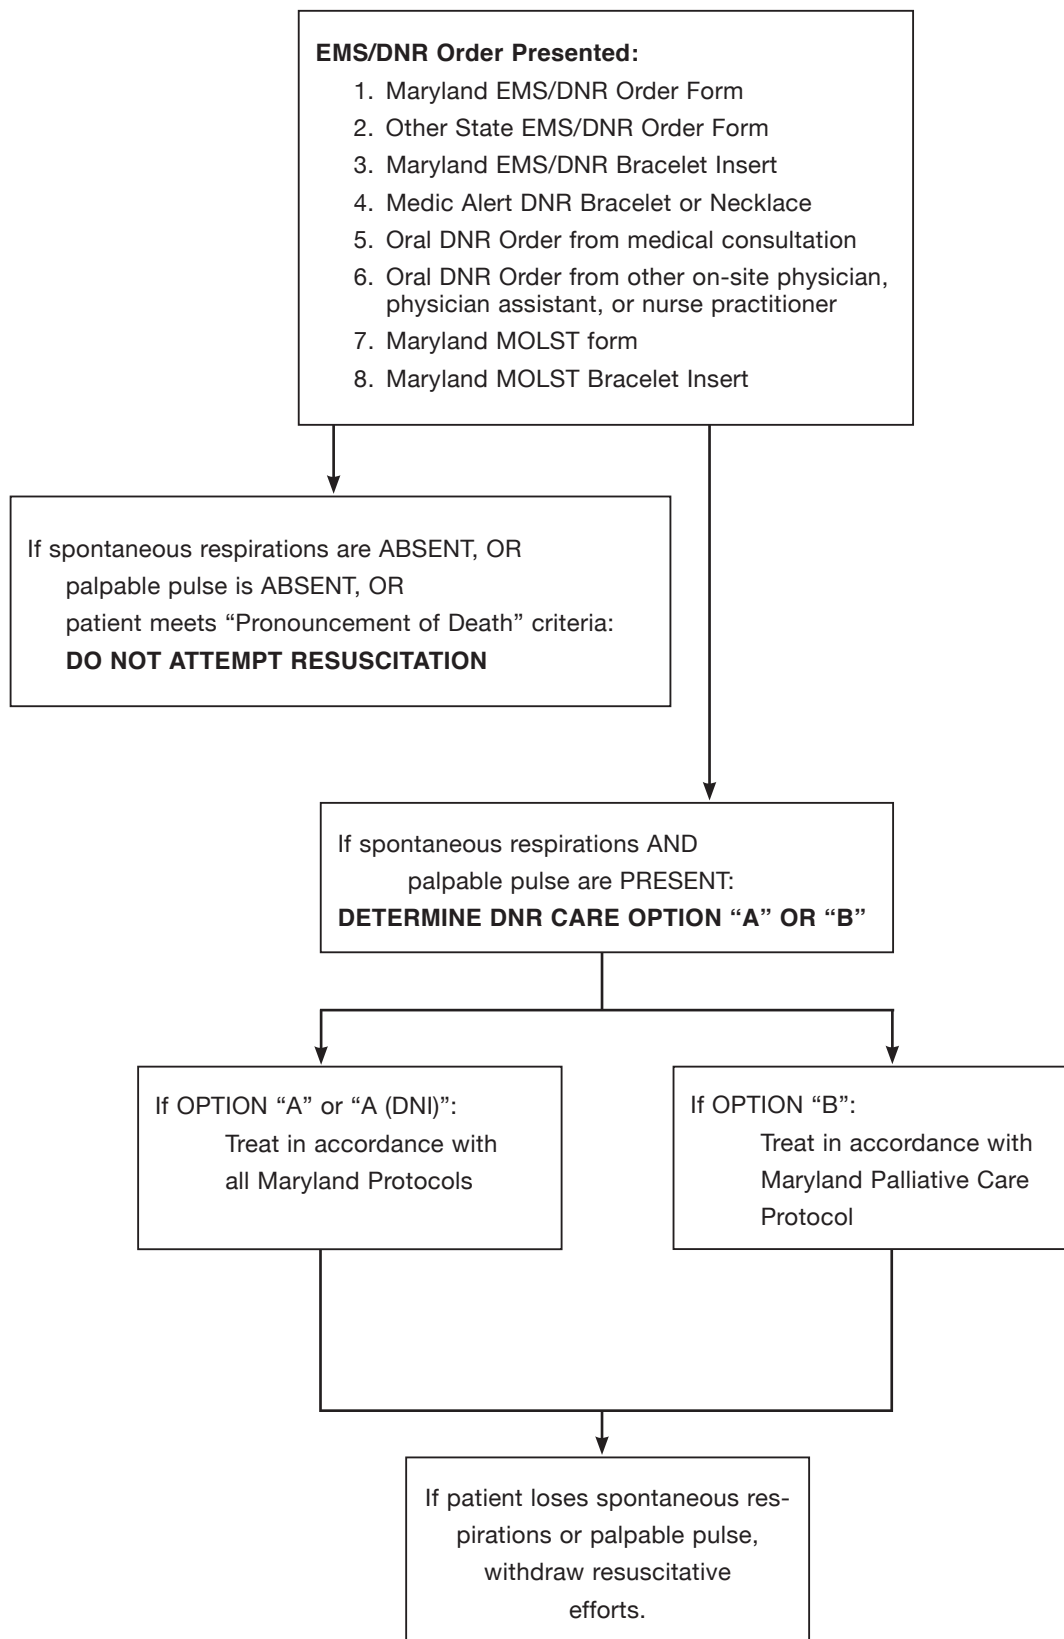 EMS/DNR Order Presented:
1. Maryland EMS/DNR Order Form
2. Other State EMS/DNR Order Form
3. Maryland EMS/DNR Bracelet Insert
4. Medic Alert DNR Bracelet or Necklace
5. Oral DNR Order from medical consultation
6. Oral DNR Order from other on-site physician,
physician assistant, or nurse practitioner
7. Maryland MOLST form
8. Maryland MOLST Bracelet Insert
If spontaneous respirations are ABSENT, OR
palpable pulse is ABSENT, OR
patient meets “Pronouncement of Death” criteria:
DO NOT ATTEMPT RESUSCITATION
If spontaneous respirations AND
palpable pulse are PRESENT:
DETERMINE DNR CARE OPTION “A” OR “B”
If OPTION “A” or “A (DNI)”:
Treat in accordance with
all Maryland Protocols
If OPTION “B”:
Treat in accordance with
Maryland Palliative Care
Protocol
If patient loses spontaneous res-
pirations or palpable pulse,
withdraw resuscitative
efforts.